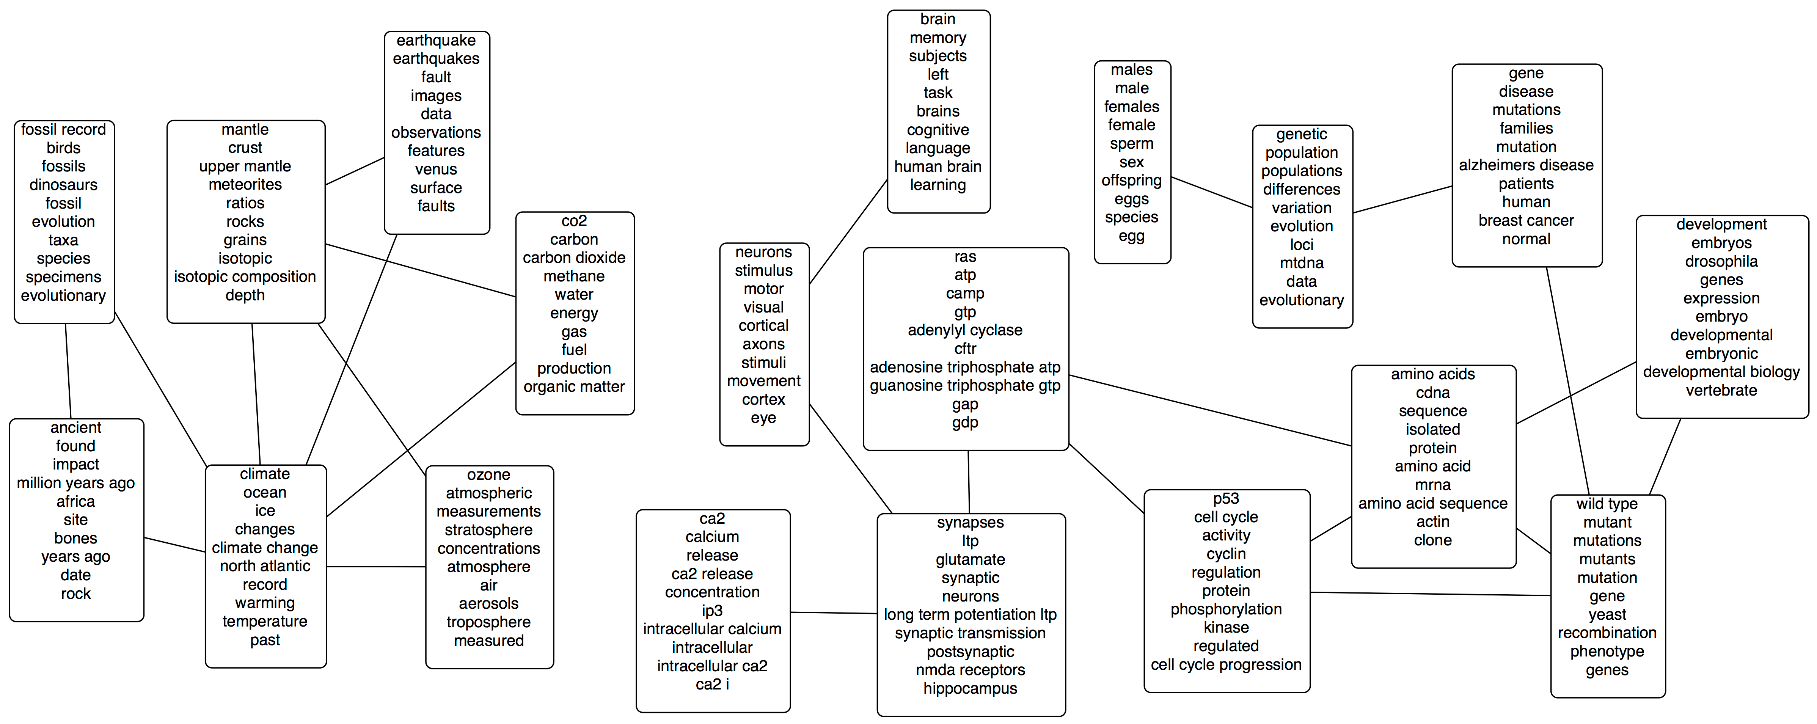 fossil record
birds
fossils
dinosaurs
fossil
evolution
taxa
species
specimens
evolutionary
mantle
crust
upper mantle
meteorites
ratios
rocks
grains
isotopic
isotopic composition
depth
earthquake
earthquakes
fault
images
data
observations
features
venus
surface
faults
co2
carbon
carbon dioxide
methane
water
energy
gas
fuel
production
organic matter
ancient
found
impact
million years ago
africa
site
bones
years ago
date
rock
climate
ocean
ice
changes
climate change
north atlantic
record
warming
temperature
past
ozone
atmospheric
measurements
stratosphere
concentrations
atmosphere
air
aerosols
troposphere
measured
brain
memory
subjects
left
task
brains
cognitive
language
human brain
learning
neurons
stimulus
motor
visual
cortical
axons
stimuli
movement
cortex
eye
ras
atp
camp
gtp
adenylyl cyclase
cftr
adenosine triphosphate atp
guanosine triphosphate gtp
gap
gdp
ca2
calcium
release
ca2 release
concentration
ip3
intracellular calcium
intracellular
intracellular ca2
ca2 i
synapses
ltp
glutamate
synaptic
neurons
long term potentiation ltp
synaptic transmission
postsynaptic
nmda receptors
hippocampus
males
male
females
female
sperm
sex
offspring
eggs
species
egg
genetic
population
populations
differences
variation
evolution
loci
mtdna
data
evolutionary
gene
disease
mutations
families
mutation
alzheimers disease
patients
human
breast cancer
normal
development
embryos
drosophila
genes
expression
embryo
developmental
embryonic
developmental biology
vertebrate
amino acids
cdna
sequence
isolated
protein
amino acid
mrna
amino acid sequence
actin
clone
p53
cell cycle
activity
cyclin
regulation
protein
phosphorylation
kinase
regulated
cell cycle progression
wild type
mutant
mutations
mutants
mutation
gene
yeast
recombination
phenotype
genes